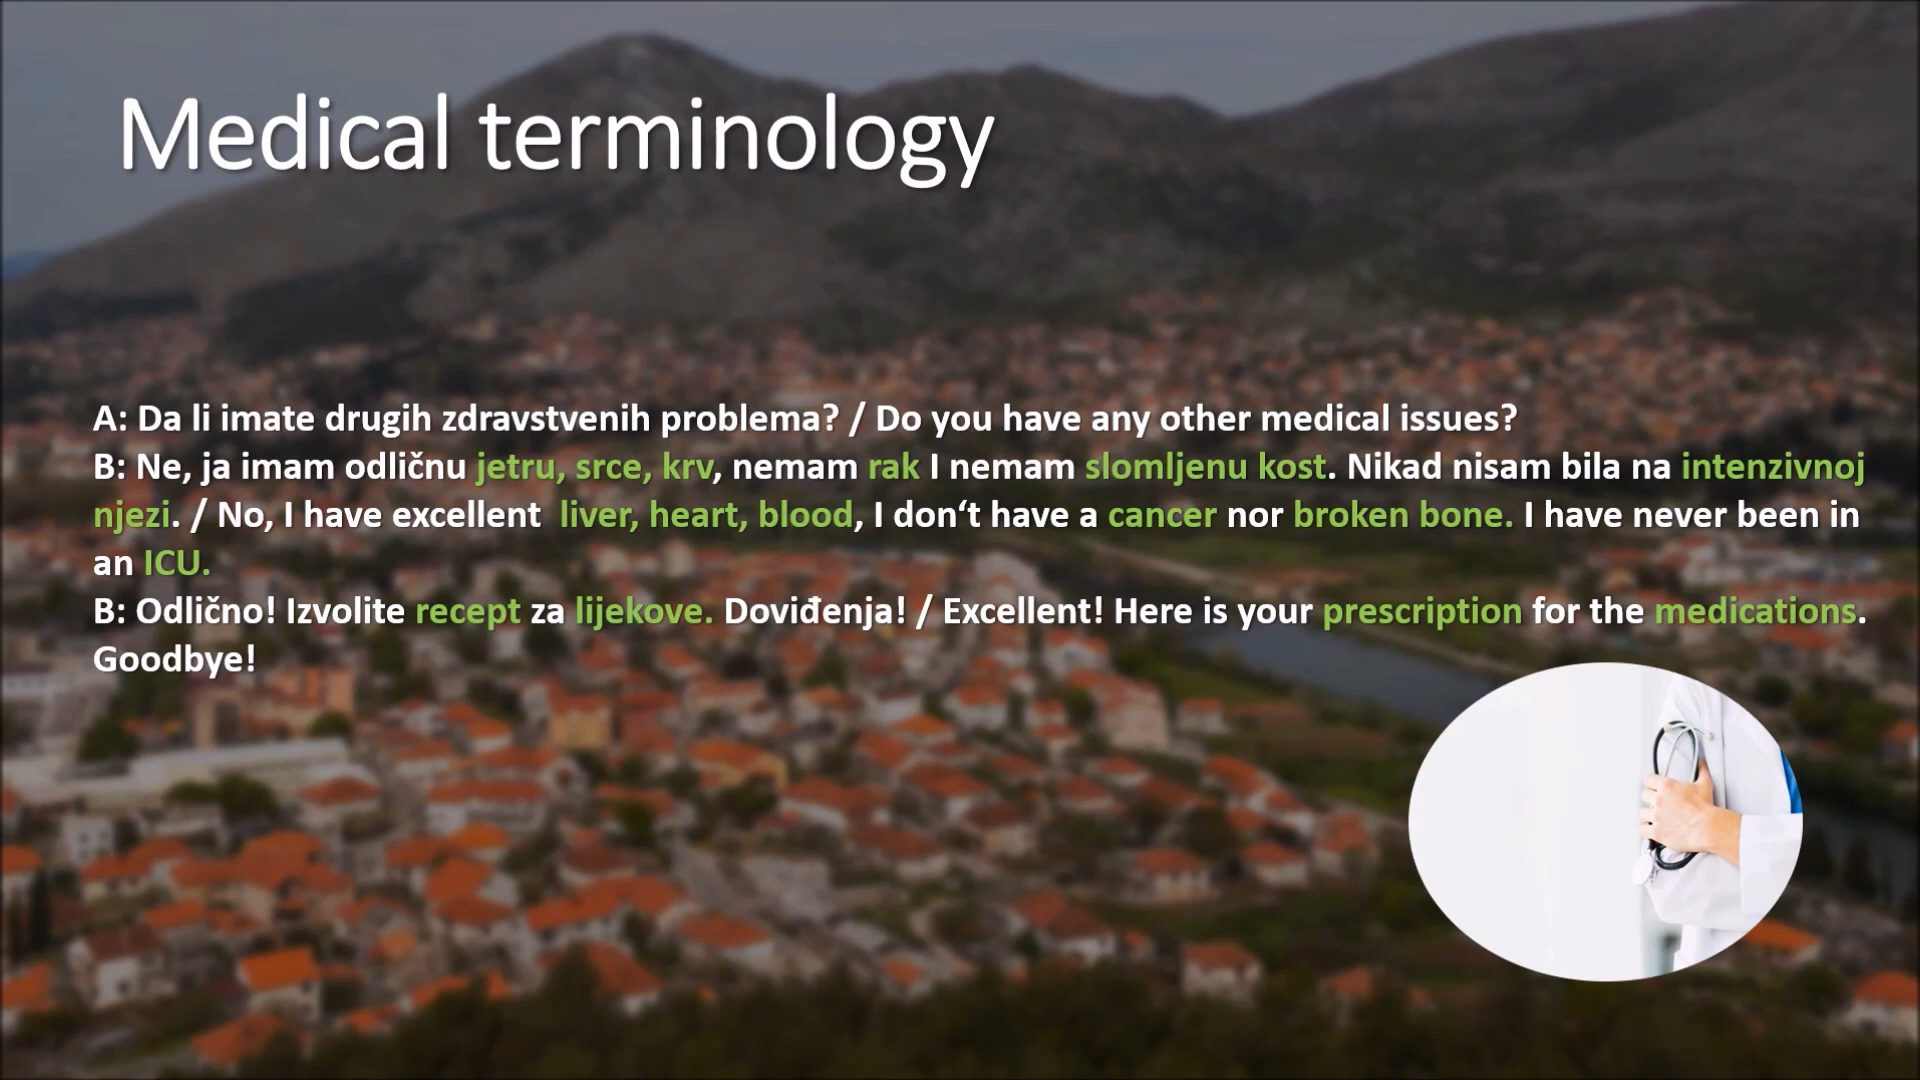 Medical terminology
A: Da li imate drugih zdravstvenih problema? / Do you have any other medical issues?
B: Ne, ja imam odličnu jetru, srce, krv, nemam rak I nemam slomljenu kost. Nikad nisam bila na intenzivnoj
njezi. / No, I have excellent  liver, heart, blood, I don‘t have a cancer nor broken bone. I have never been in
an ICU.
B: Odlično! Izvolite recept za lijekove. Doviđenja! / Excellent! Here is your prescription for the medications.
Goodbye!